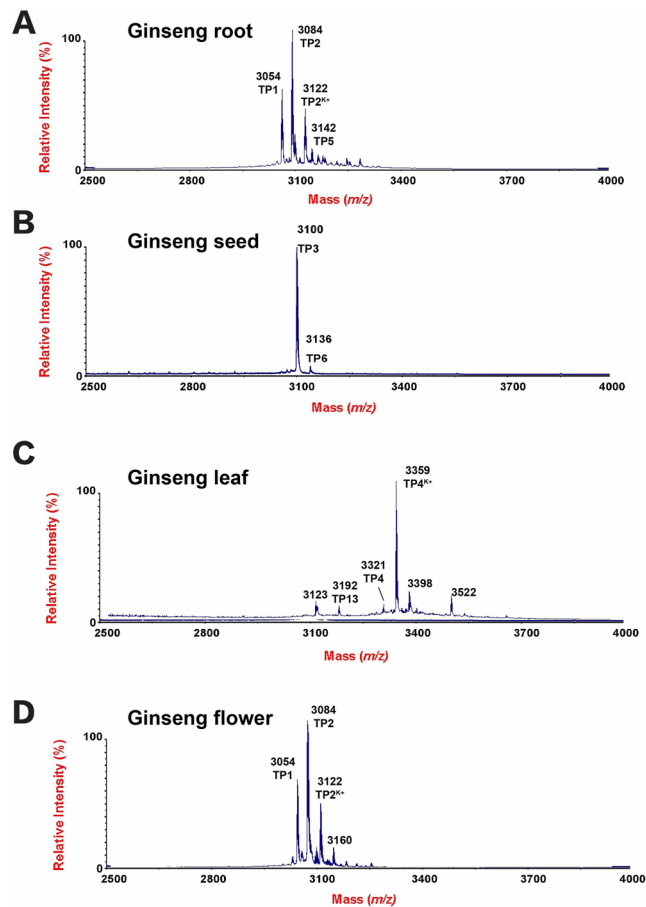 A
Ginseng root
Relative Intensity (%)
100
0
3054
TP1
3084
TP2
3122
TP2K+
3142
TP5
2500 2800 3100 3400 3700 4000
Mass (m/z)
B
Ginseng seed
Relative Intensity (%)
100
0
3100
TP3
3136
TP6
2500 2800 3100 3400 3700 4000
Mass (m/z)
C
Ginseng leaf
Relative Intensity (%)
100
0
3123
3192
TP13
3321
TP4
3359
TP4K+
3398
3522
2500 2800 3100 3400 3700 4000
Mass (m/z)
D
Ginseng flower
Relative Intensity (%)
100
0
3054
TP1
3084
TP2
3122
TP2K+
3160
2500 2800 3100 3400 3700 4000
Mass (m/z)